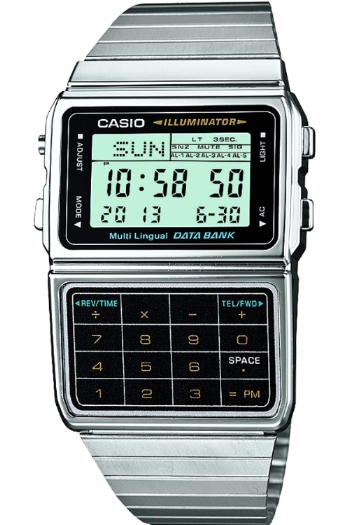 CASIO ◄ILLUMINATOR►
ADJUST
LIGHT
LT 3SEC.
SUN
SNZ MUTE SIG
AL-1 AL-2 AL-3 AL-4 AL-5
10:58 50
MODE
AC
2013 6-30
Multi Lingual DATA BANK
◄REV/TIME TEL/FWD►
÷ × - +
7 8 9 0
4 5 6 SPACE .
1 2 3 = PM